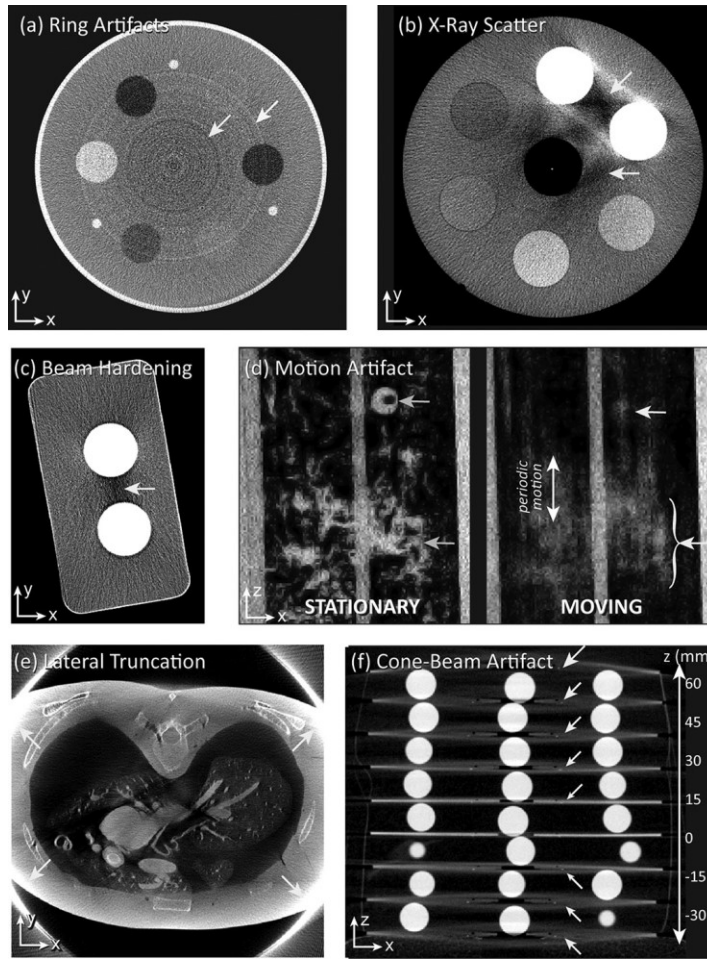 (a) Ring Artifacts
y
x
(b) X-Ray Scatter
y
x
(c) Beam Hardening
y
x
(d) Motion Artifact
periodic
motion
z
x
STATIONARY
MOVING
(e) Lateral Truncation
y
x
(f) Cone-Beam Artifact
z (mm
60
45
30
15
0
-15
-30
z
x